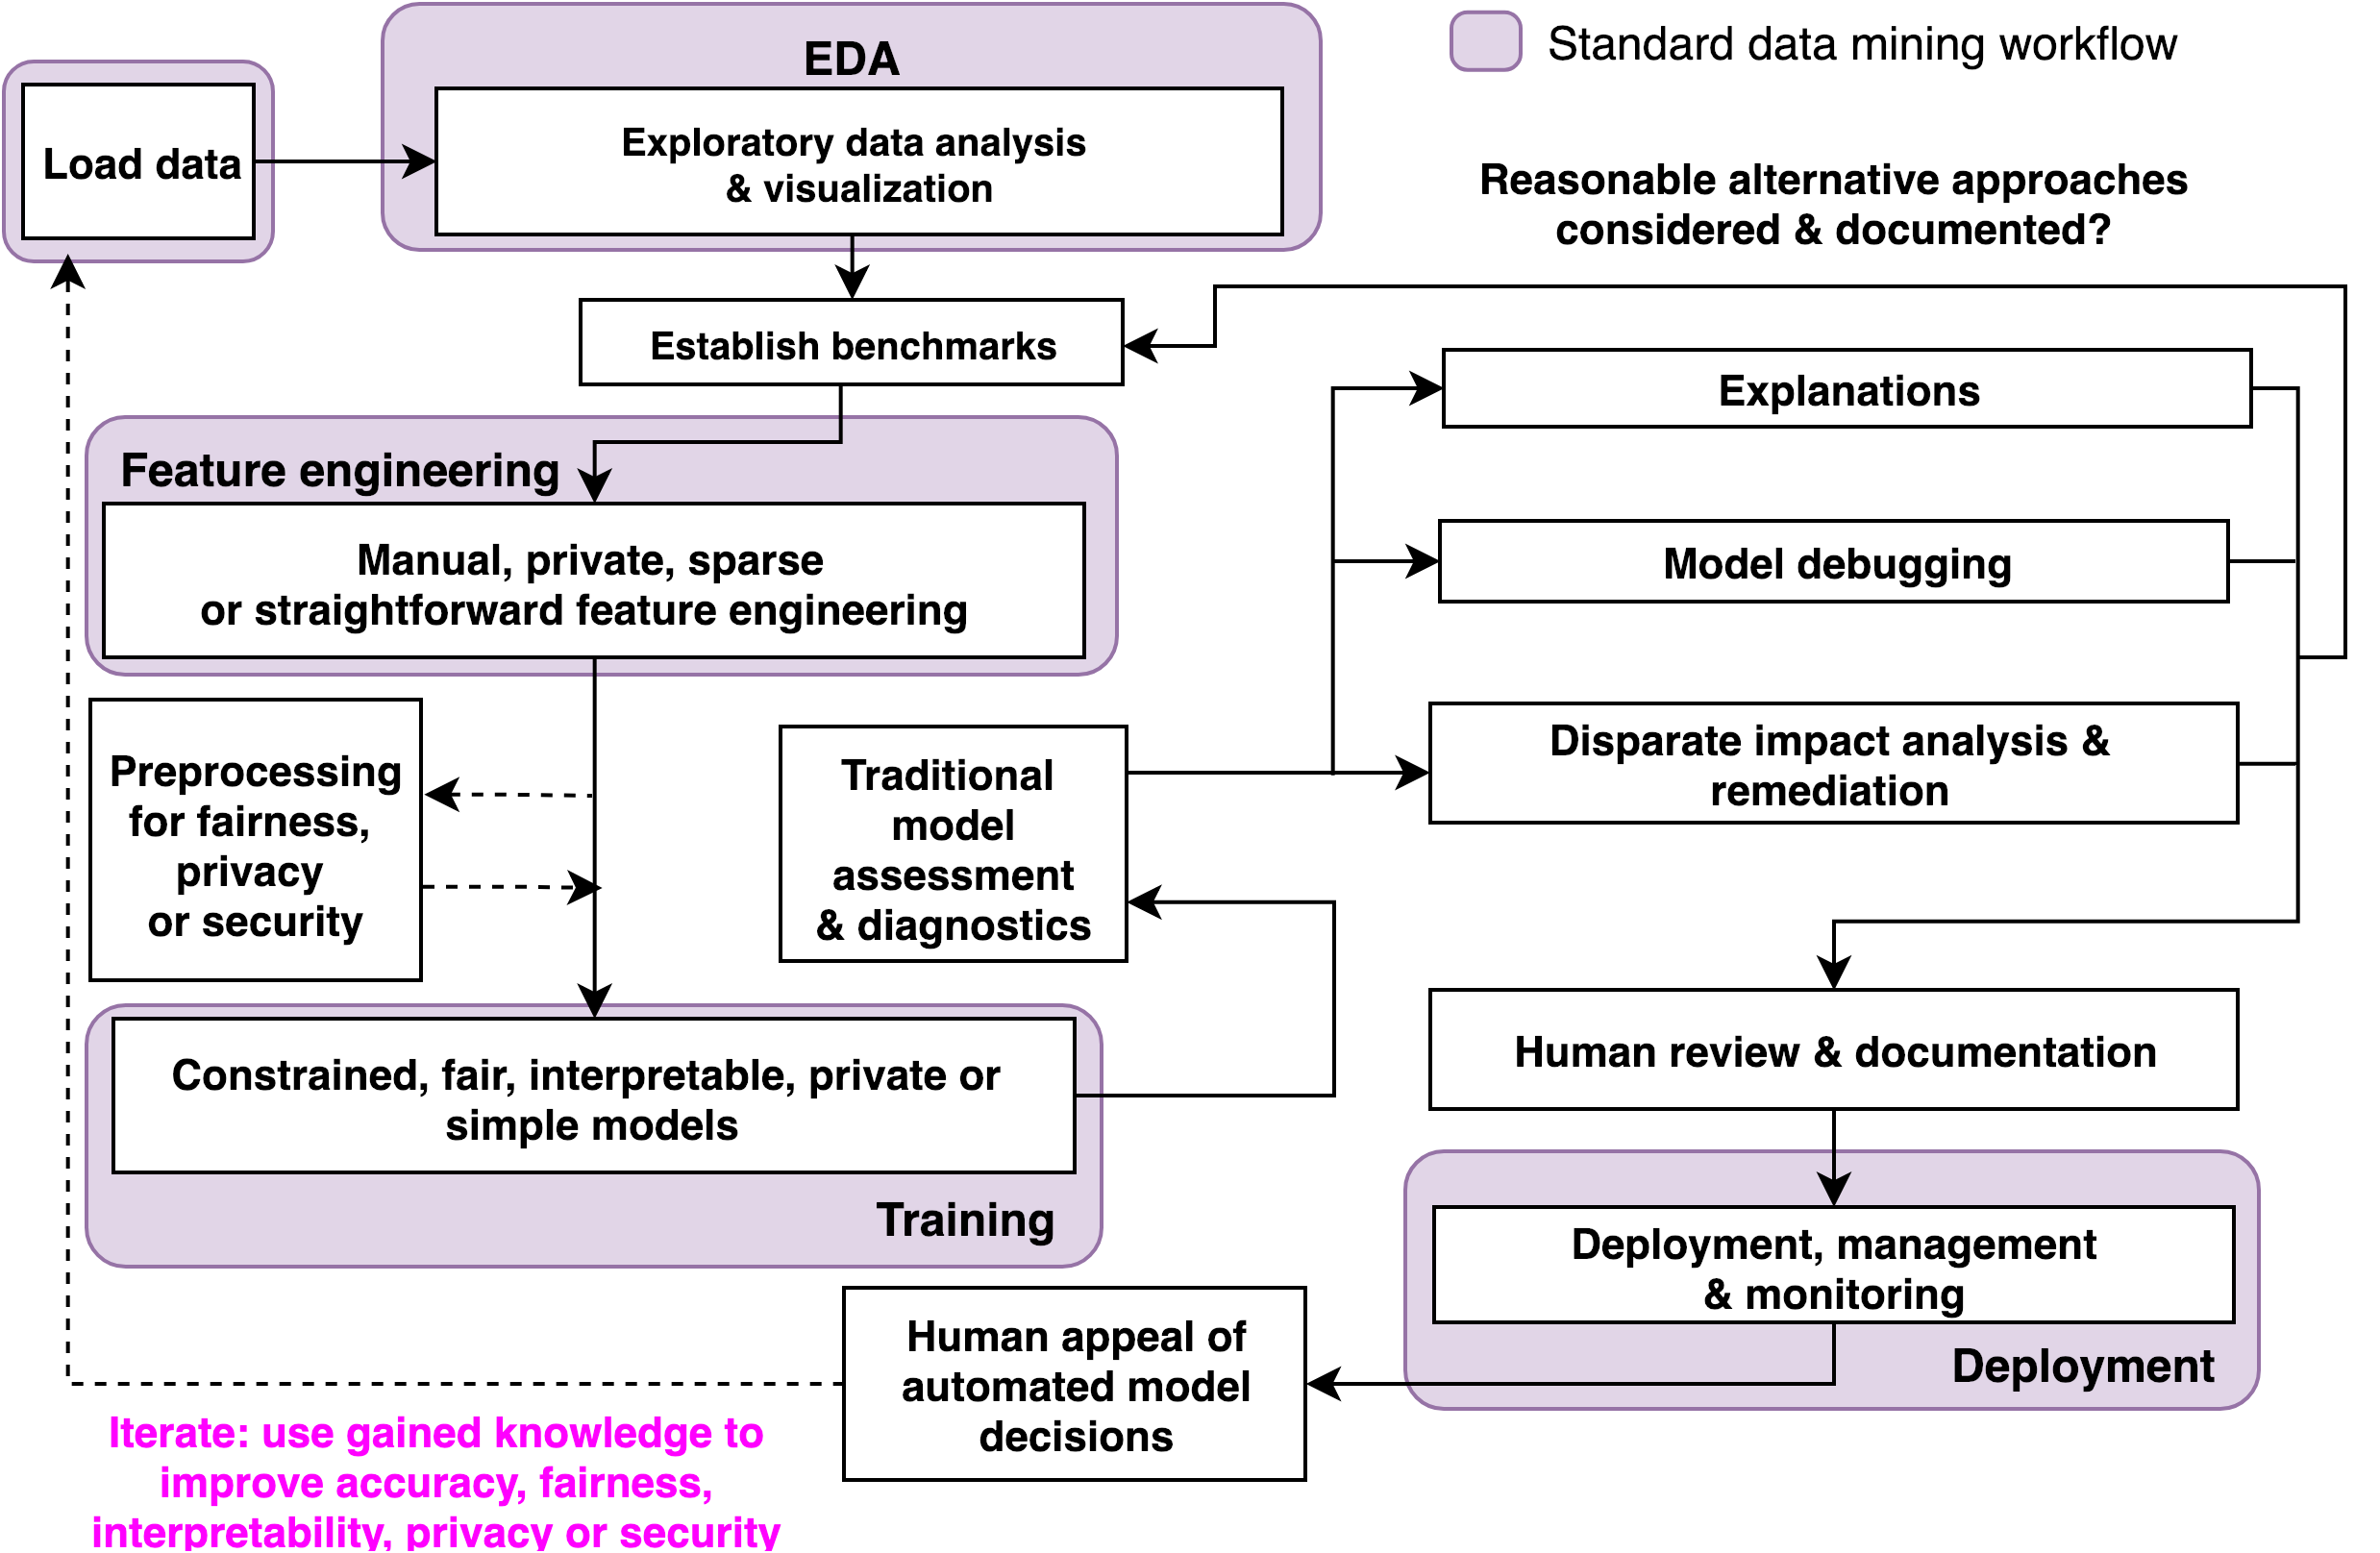 EDA
Standard data mining workflow
Load data
Exploratory data analysis
& visualization
Reasonable alternative approaches
considered & documented?
Establish benchmarks
Explanations
Feature engineering
Manual, private, sparse
or straightforward feature engineering
Model debugging
Preprocessing
for fairness,
privacy
or security
Traditional
model
assessment
& diagnostics
Disparate impact analysis &
remediation
Constrained, fair, interpretable, private or
simple models
Training
Human review & documentation
Deployment, management
& monitoring
Deployment
Human appeal of
automated model
decisions
Iterate: use gained knowledge to
improve accuracy, fairness,
interpretability, privacy or security